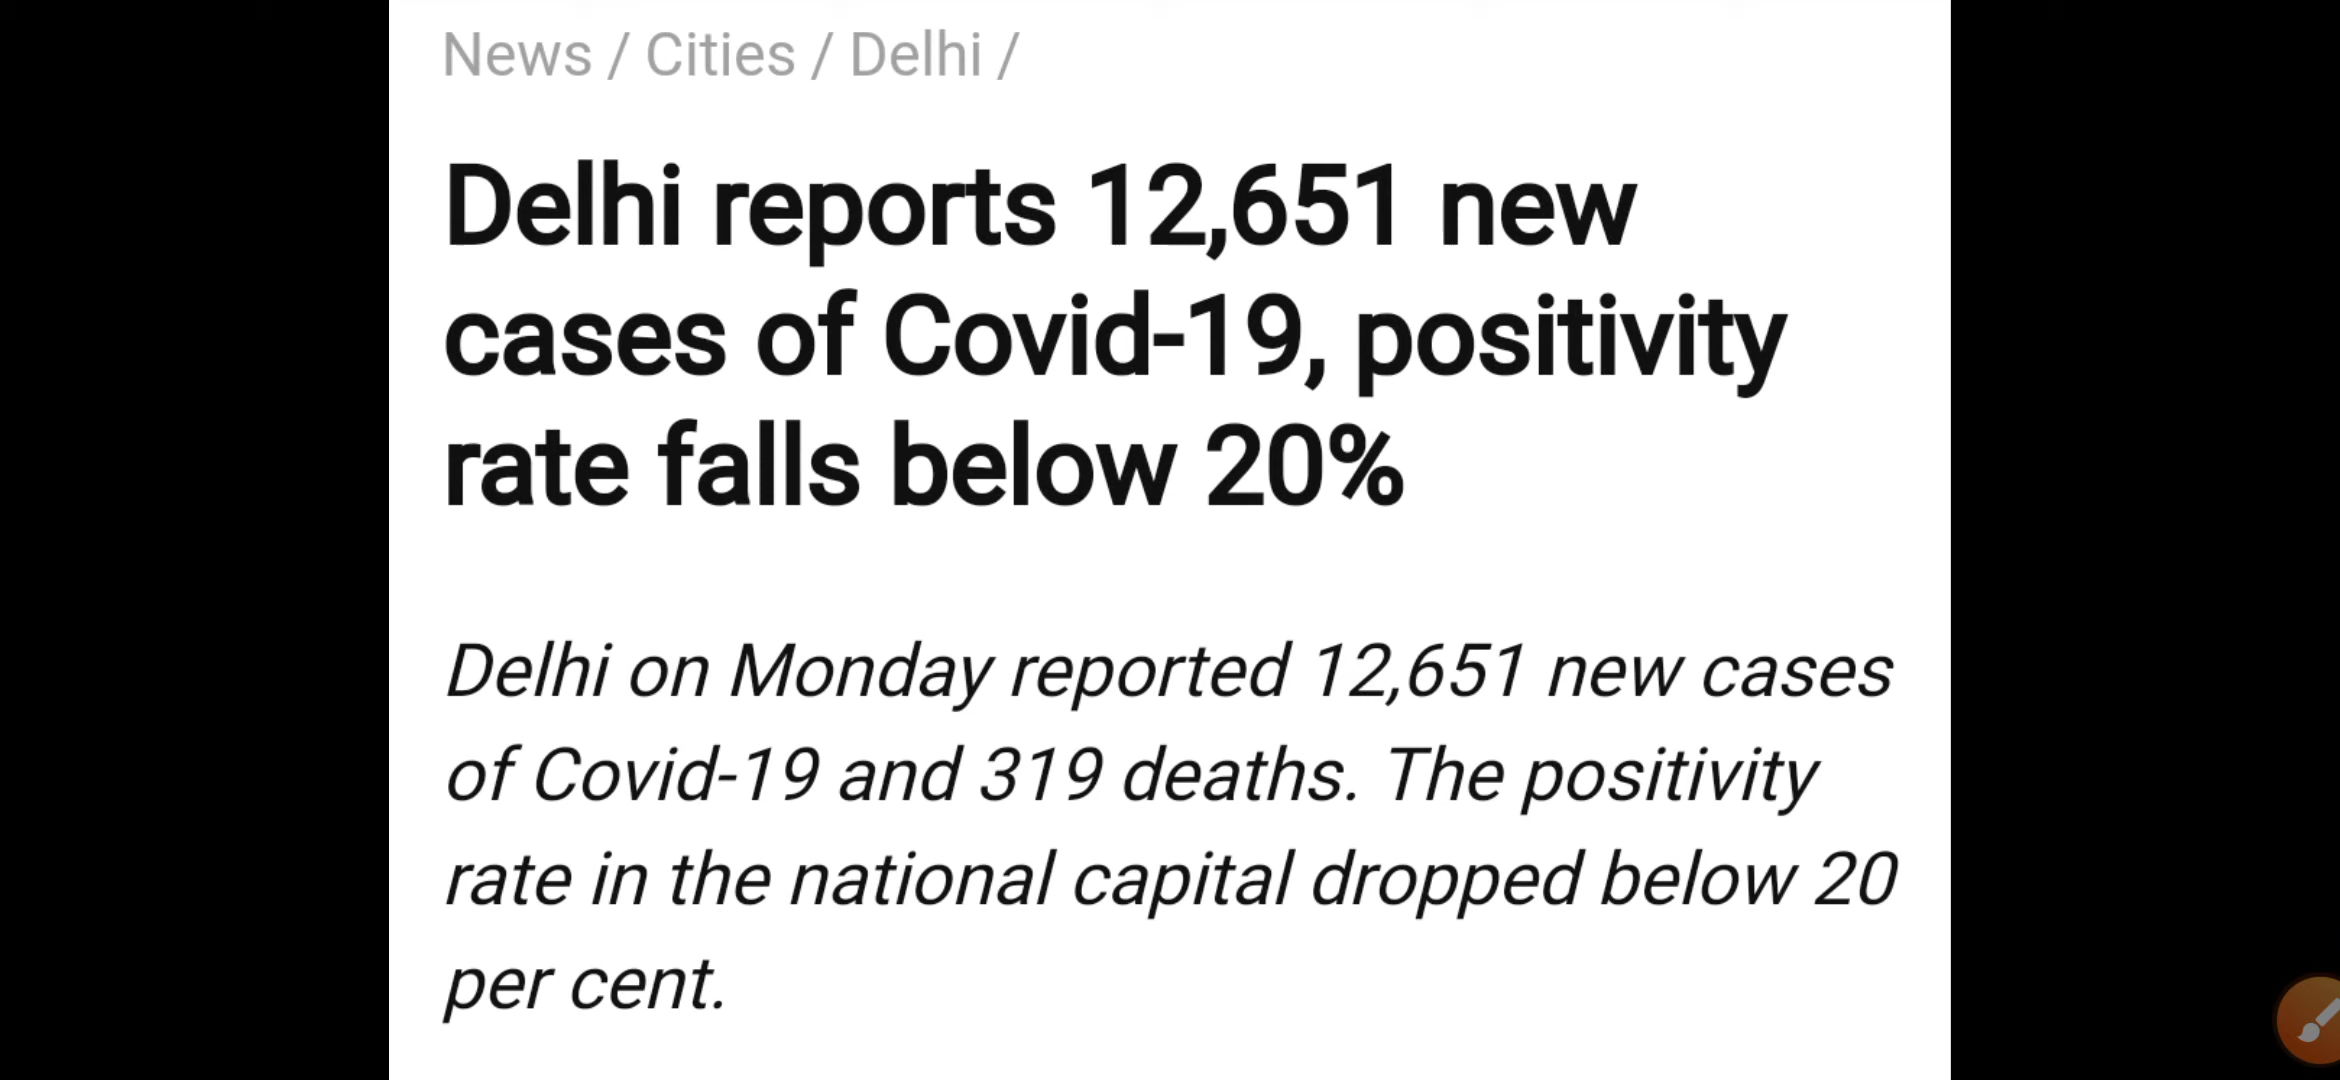 News / Cities / Delhi /
Delhi reports 12,651 new
cases of Covid-19, positivity
rate falls below 20%
Delhi on Monday reported 12,651 new cases
of Covid-19 and 319 deaths. The positivity
rate in the national capital dropped below 20
per cent.